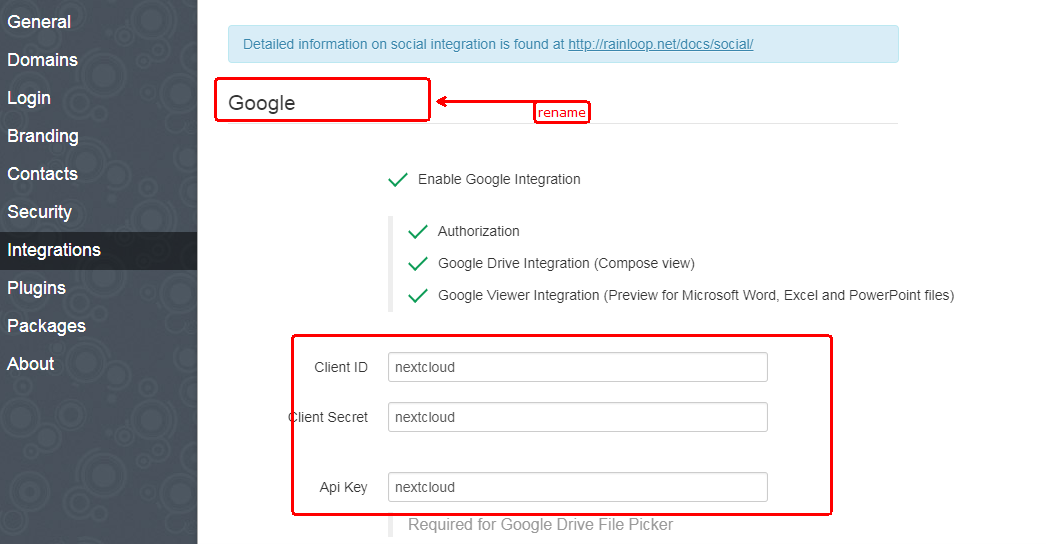 General
Domains
Login
Branding
Contacts
Security
Integrations
Plugins
Packages
About
Detailed information on social integration is found at http://rainloop.net/docs/social/
Google
rename
Enable Google Integration
Authorization
Google Drive Integration (Compose view)
Google Viewer Integration (Preview for Microsoft Word, Excel and PowerPoint files)
Client ID nextcloud
Client Secret nextcloud
Api Key nextcloud
Required for Google Drive File Picker